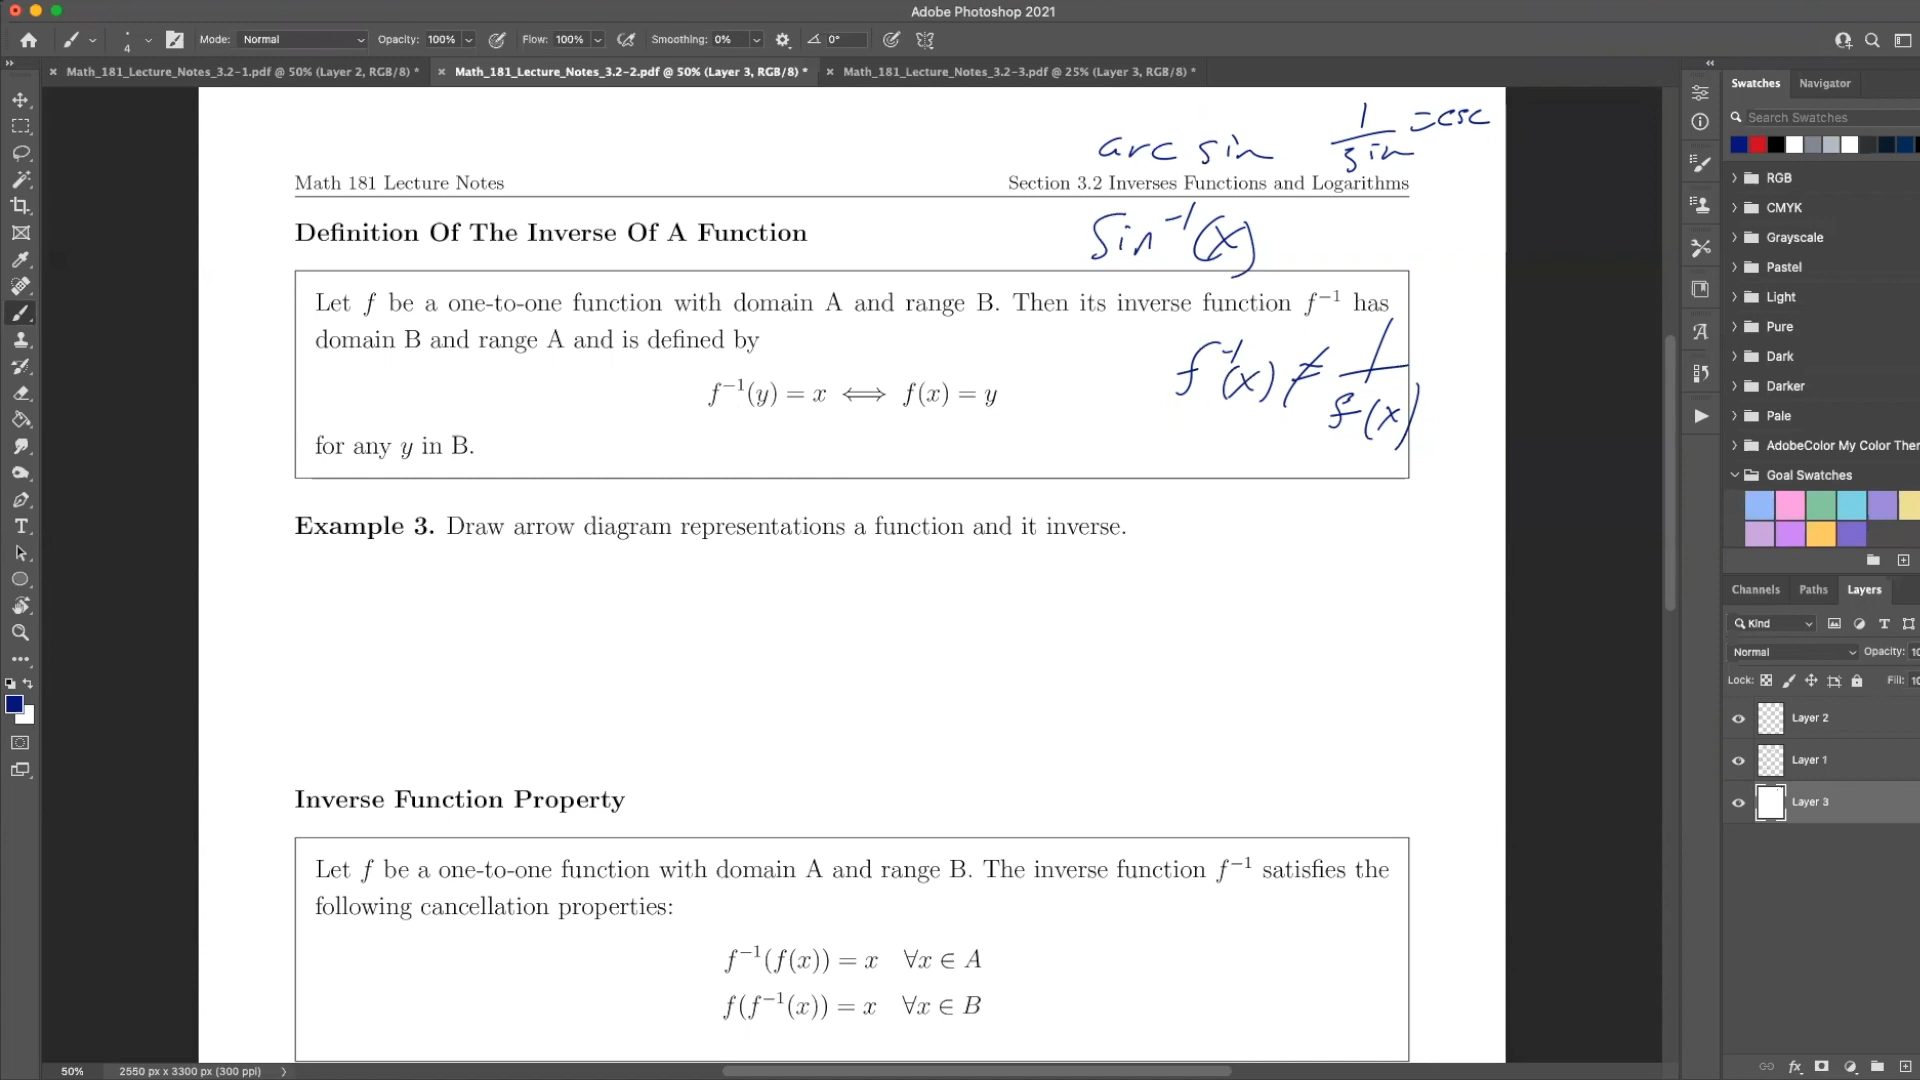 Adobe Photoshop 2021
4 Mode: Normal Opacity: 100% Flow: 100% Smoothing: 0% 0°
Math_181_Lecture_Notes_3.2-1.pdf @ 50% (Layer 2, RGB/8) * Math_181_Lecture_Notes_3.2-2.pdf @ 50% (Layer 3, RGB/8) * Math_181_Lecture_Notes_3.2-3.pdf @ 25% (Layer 3, RGB/8) *
arc sin 1/sin = csc
Math 181 Lecture Notes Section 3.2 Inverses Functions and Logarithms
Definition Of The Inverse Of A Function
Sin⁻¹(x)
Let f be a one-to-one function with domain A and range B. Then its inverse function f⁻¹ has
domain B and range A and is defined by
f⁻¹(y) = x ⟺ f(x) = y
f⁻¹(x) ≠ 1/f(x)
for any y in B.
Example 3. Draw arrow diagram representations a function and it inverse.
Inverse Function Property
Let f be a one-to-one function with domain A and range B. The inverse function f⁻¹ satisfies the
following cancellation properties:
f⁻¹(f(x)) = x ∀x ∈ A
f(f⁻¹(x)) = x ∀x ∈ B
50% 2550 px x 3300 px (300 ppi)
Swatches Navigator
Search Swatches
RGB
CMYK
Grayscale
Pastel
Light
Pure
Dark
Darker
Pale
AdobeColor My Color Ther
Goal Swatches
Channels Paths Layers
Kind
Normal Opacity: 10
Lock: Fill: 10
Layer 2
Layer 1
Layer 3